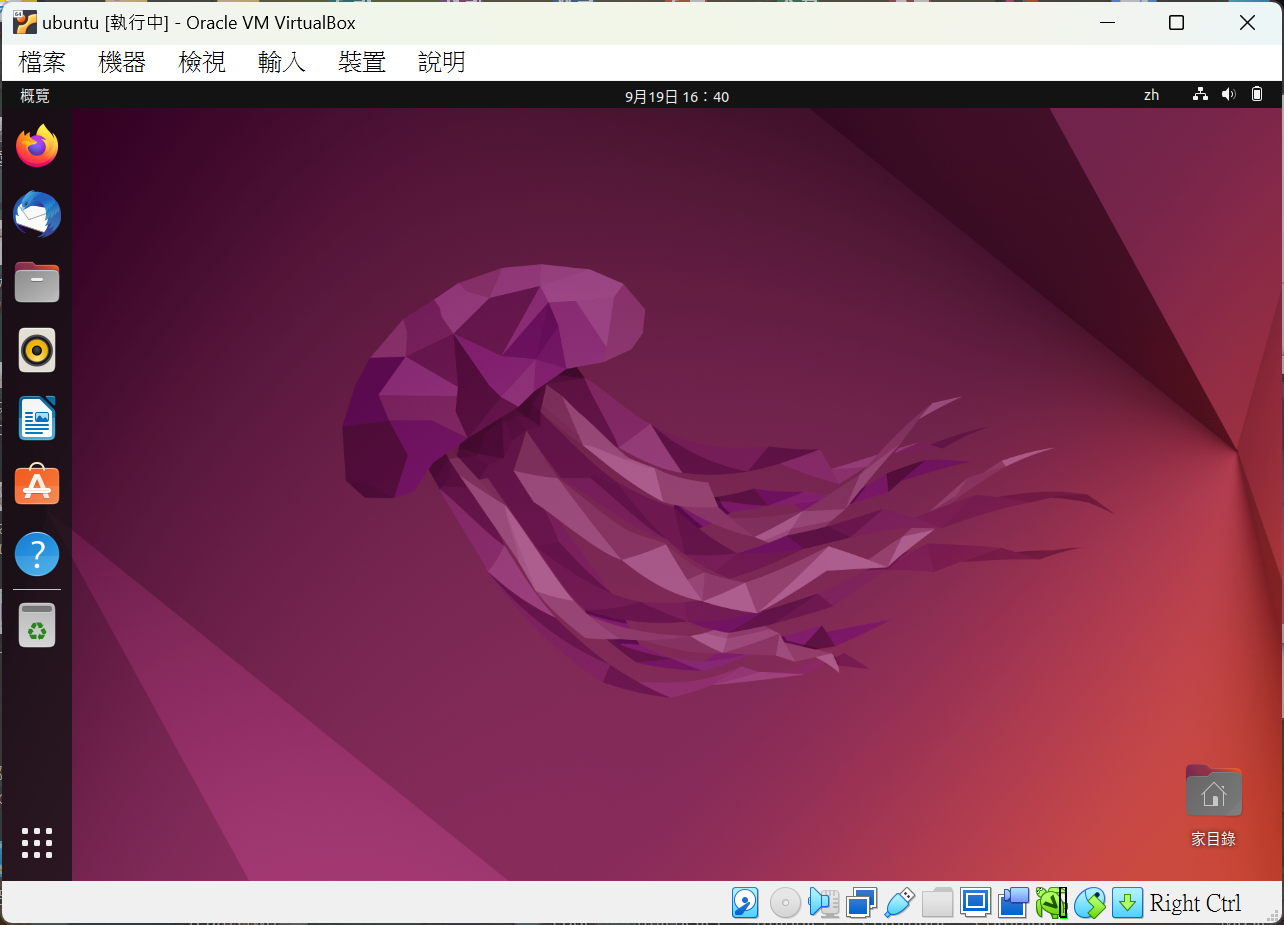 ubuntu [執行中] - Oracle VM VirtualBox
檔案 機器 檢視 輸入 裝置 說明
概覽 9月19日 16：40 zh
家目錄
Right Ctrl